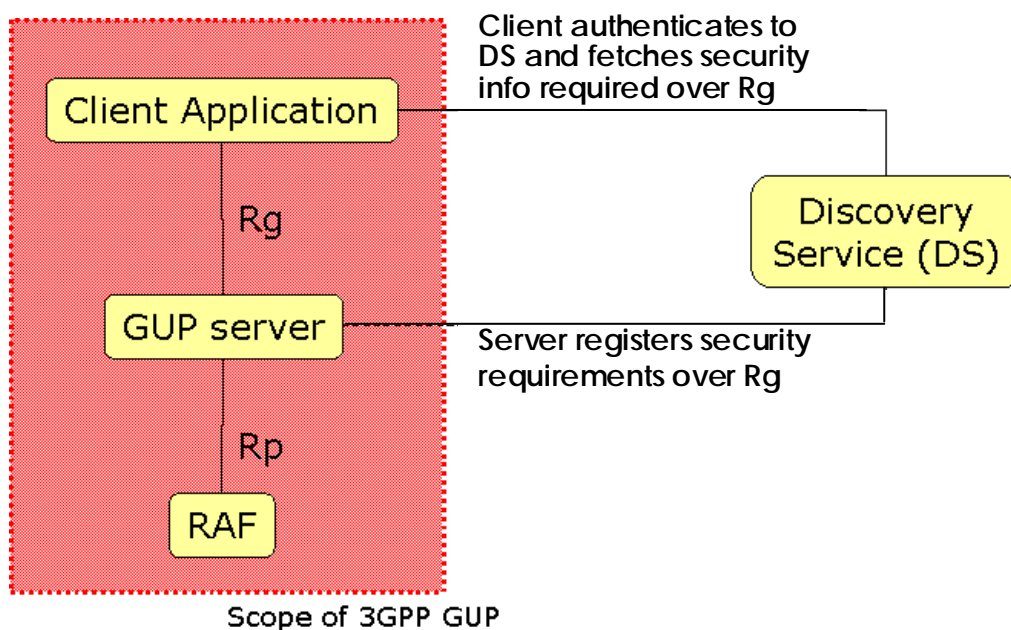 Client authenticates to
DS and fetches security
info required over Rg
Client Application
Rg
Discovery
Service (DS)
GUP server
Server registers security
requirements over Rg
Rp
RAF
Scope of 3GPP GUP